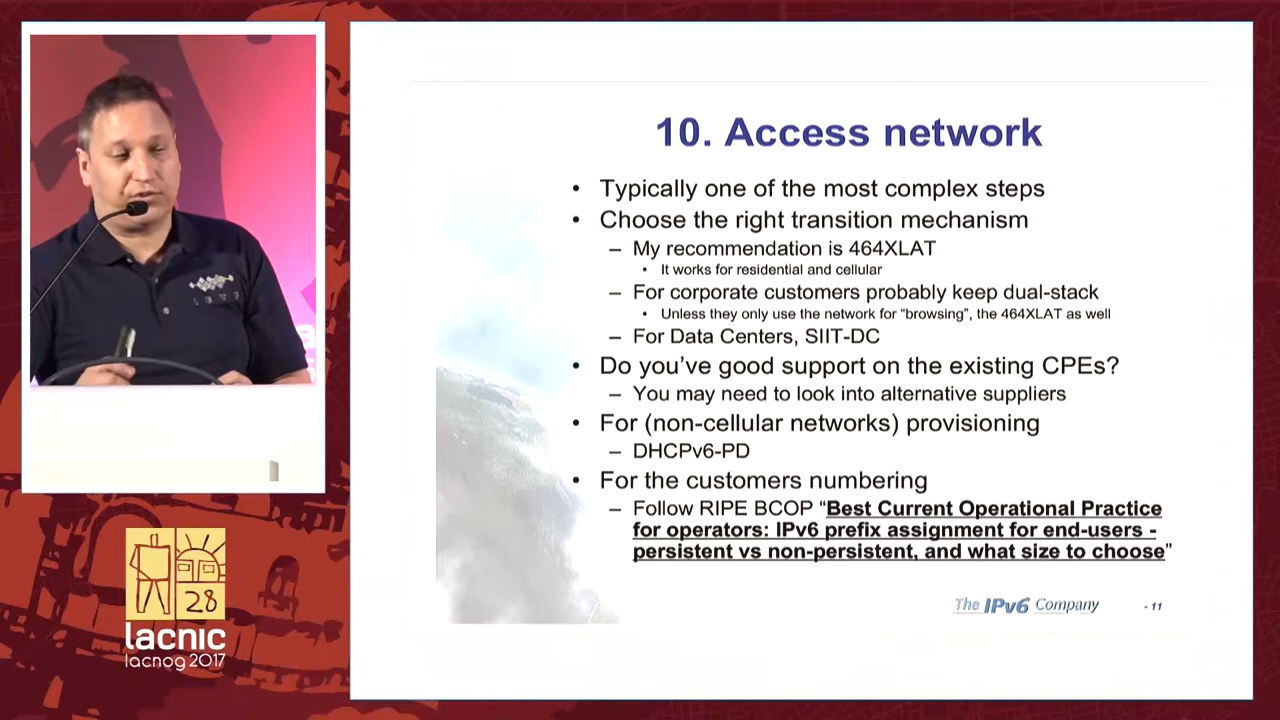 10. Access network
• Typically one of the most complex steps
• Choose the right transition mechanism
– My recommendation is 464XLAT
• It works for residential and cellular
– For corporate customers probably keep dual-stack
• Unless they only use the network for “browsing”, the 464XLAT as well
– For Data Centers, SIIT-DC
• Do you’ve good support on the existing CPEs?
– You may need to look into alternative suppliers
• For (non-cellular networks) provisioning
– DHCPv6-PD
• For the customers numbering
– Follow RIPE BCOP “Best Current Operational Practice
for operators: IPv6 prefix assignment for end-users -
persistent vs non-persistent, and what size to choose”
The IPv6 Company
- 11
28
lacnic
lacnog 2017